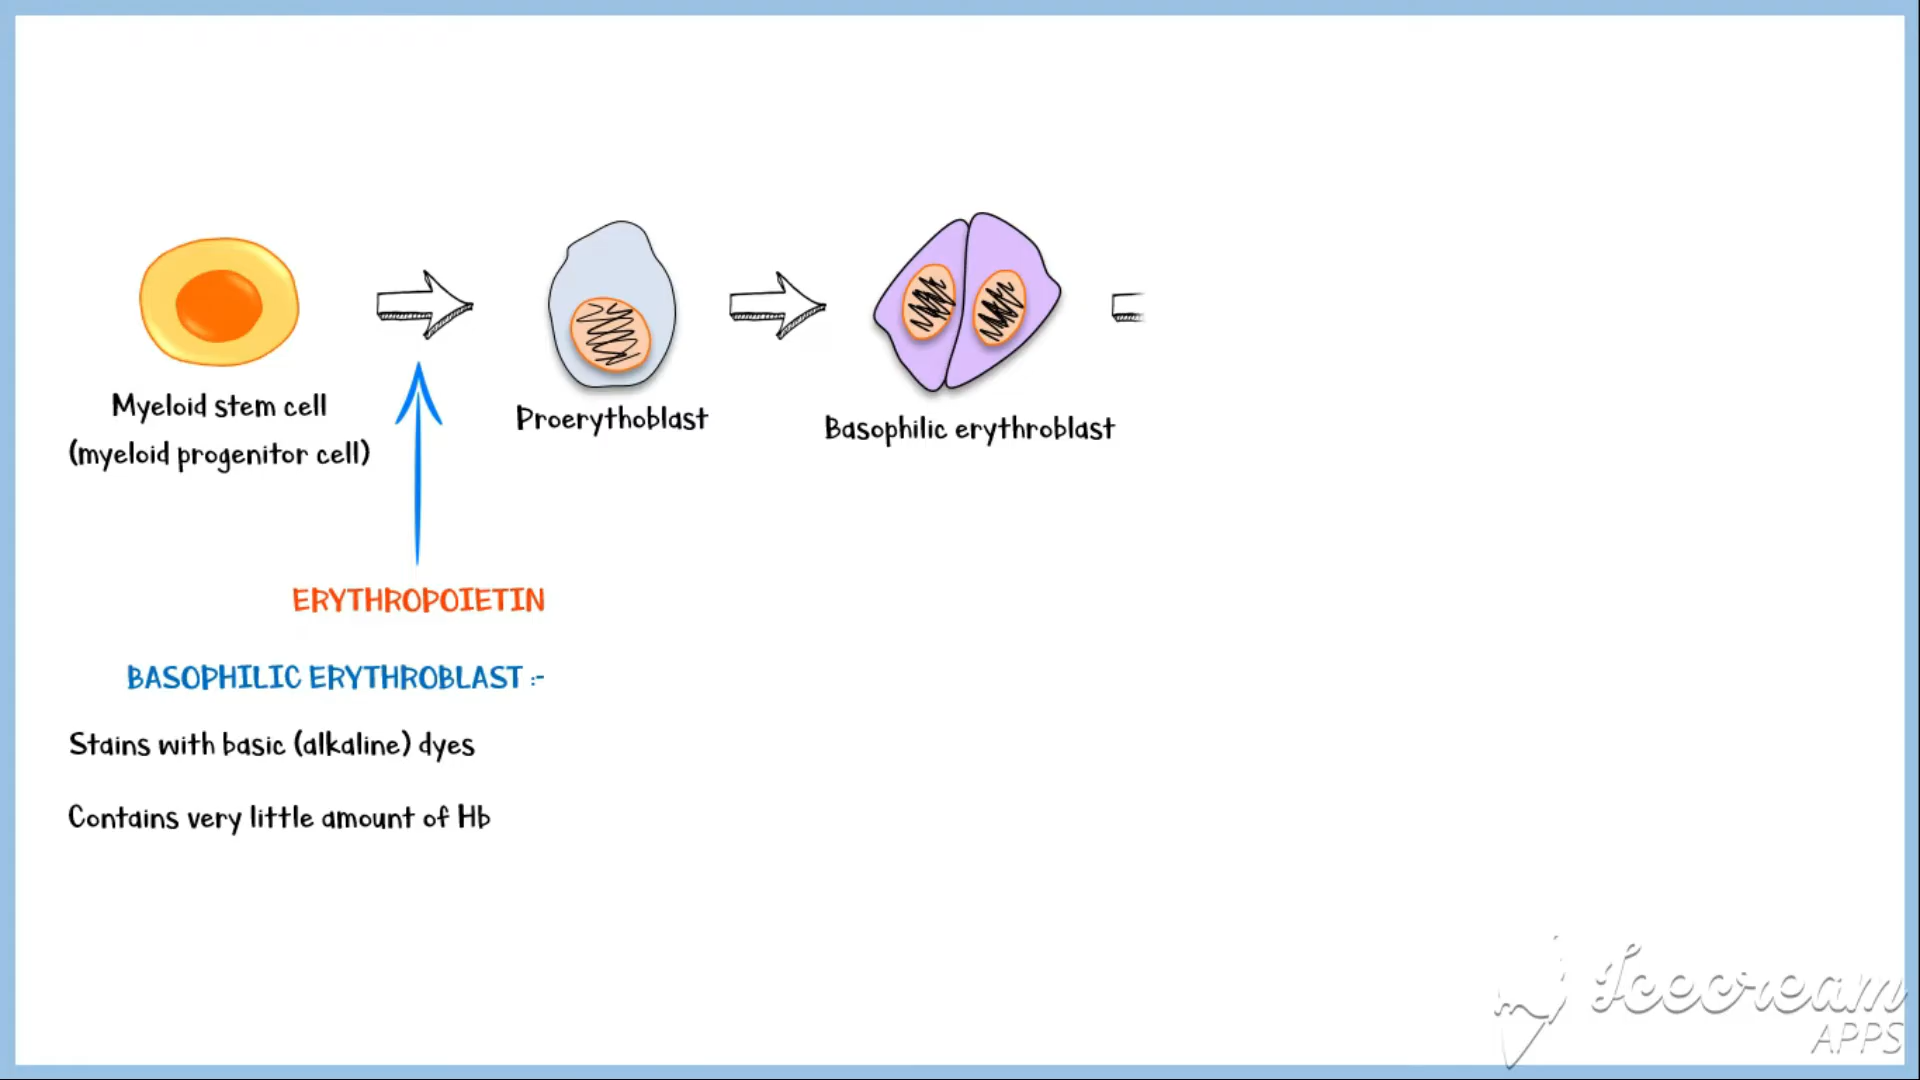 Myeloid stem cell
(myeloid progenitor cell)
Proerythoblast
Basophilic erythroblast
ERYTHROPOIETIN
BASOPHILIC ERYTHROBLAST :-
Stains with basic (alkaline) dyes
Contains very little amount of Hb
Icecream
APPS